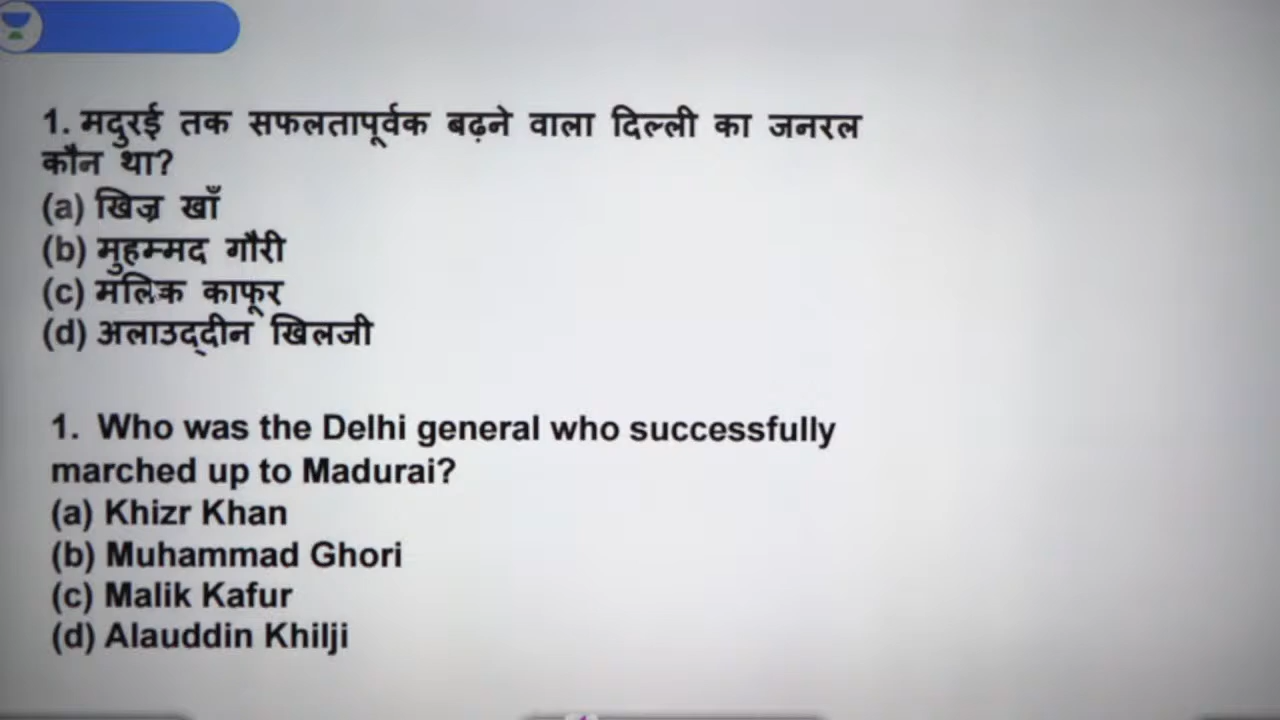 1. मदुरई तक सफलतापूर्वक बढ़ने वाला दिल्ली का जनरल
कौन था?
(a) खिज्र खाँ
(b) मुहम्मद गौरी
(c) मलिक काफूर
(d) अलाउद्दीन खिलजी
1. Who was the Delhi general who successfully
marched up to Madurai?
(a) Khizr Khan
(b) Muhammad Ghori
(c) Malik Kafur
(d) Alauddin Khilji